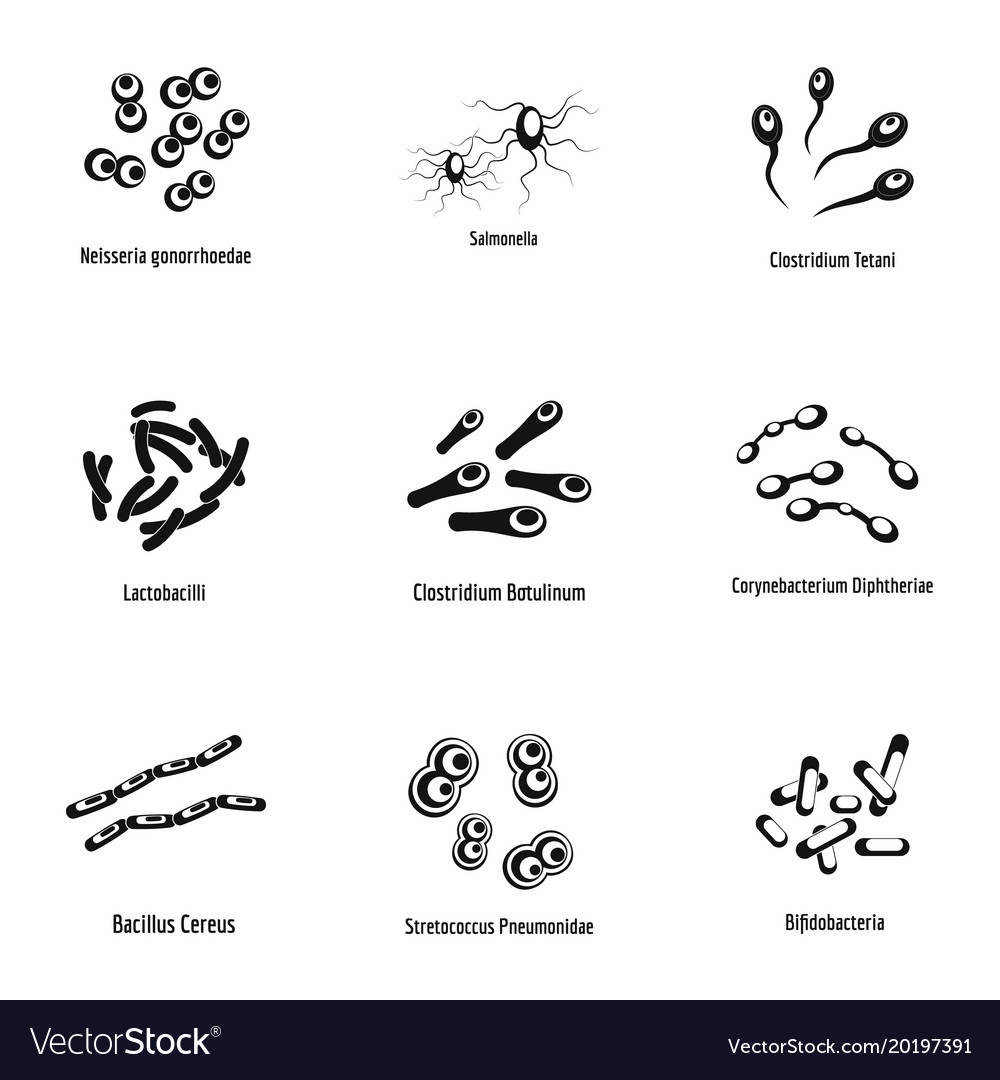 Neisseria gonorrhoedae
Salmonella
Clostridium Tetani
Lactobacilli
Clostridium Botulinum
Corynebacterium Diphtheriae
Bacillus Cereus
Stretococcus Pneumonidae
Bifidobacteria
VectorStock®
VectorStock.com/20197391